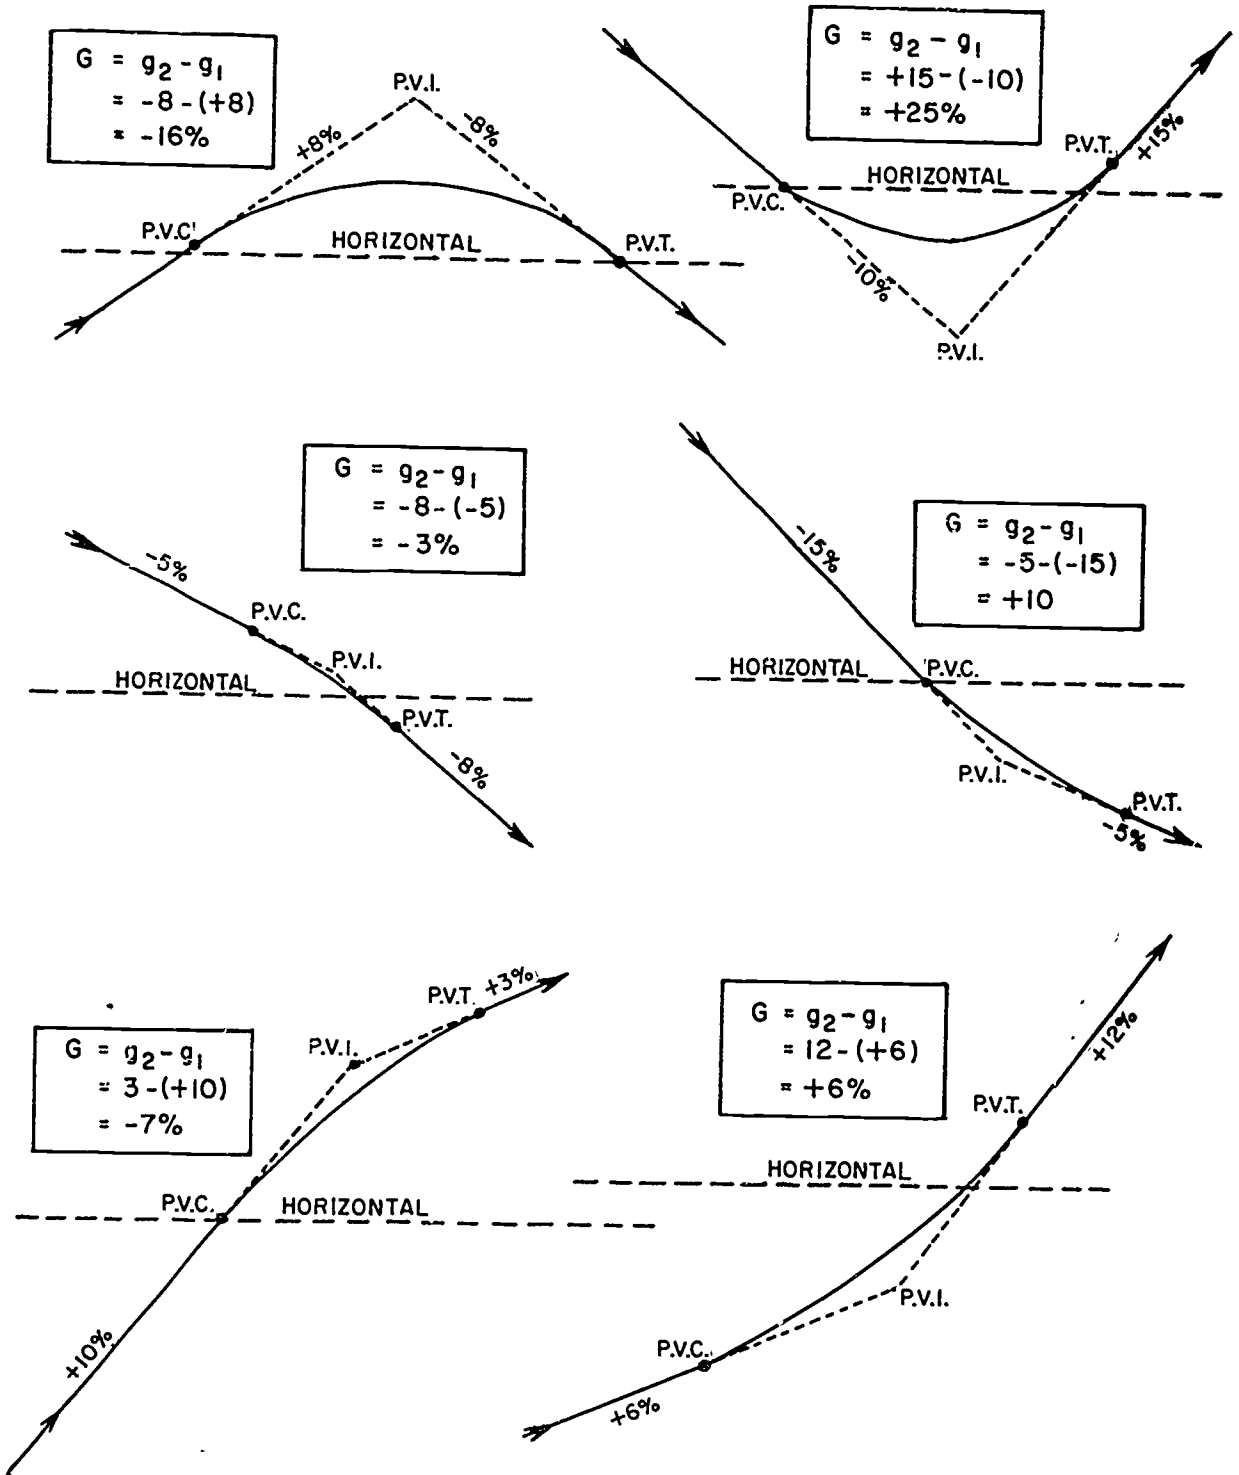 G = g2 - g1
= -8 - (+8)
= -16%
P.V.I.
+8%
-8%
P.V.C'
HORIZONTAL
P.V.T.
G = g2 - g1
= +15 - (-10)
= +25%
P.V.T.
+15%
HORIZONTAL
P.V.C.
-10%
P.V.I.
G = g2 - g1
= -8 - (-5)
= -3%
-5%
P.V.C.
P.V.I.
HORIZONTAL
P.V.T.
-8%
-15%
G = g2 - g1
= -5 - (-15)
= +10
HORIZONTAL
P.V.C.
P.V.I.
P.V.T.
-5%
P.V.T.
+3%
G = g2 - g1
= 3 - (+10)
= -7%
P.V.I.
P.V.C.
HORIZONTAL
+10%
G = g2 - g1
= 12 - (+6)
= +6%
+12%
P.V.T.
HORIZONTAL
P.V.I.
P.V.C.
+6%